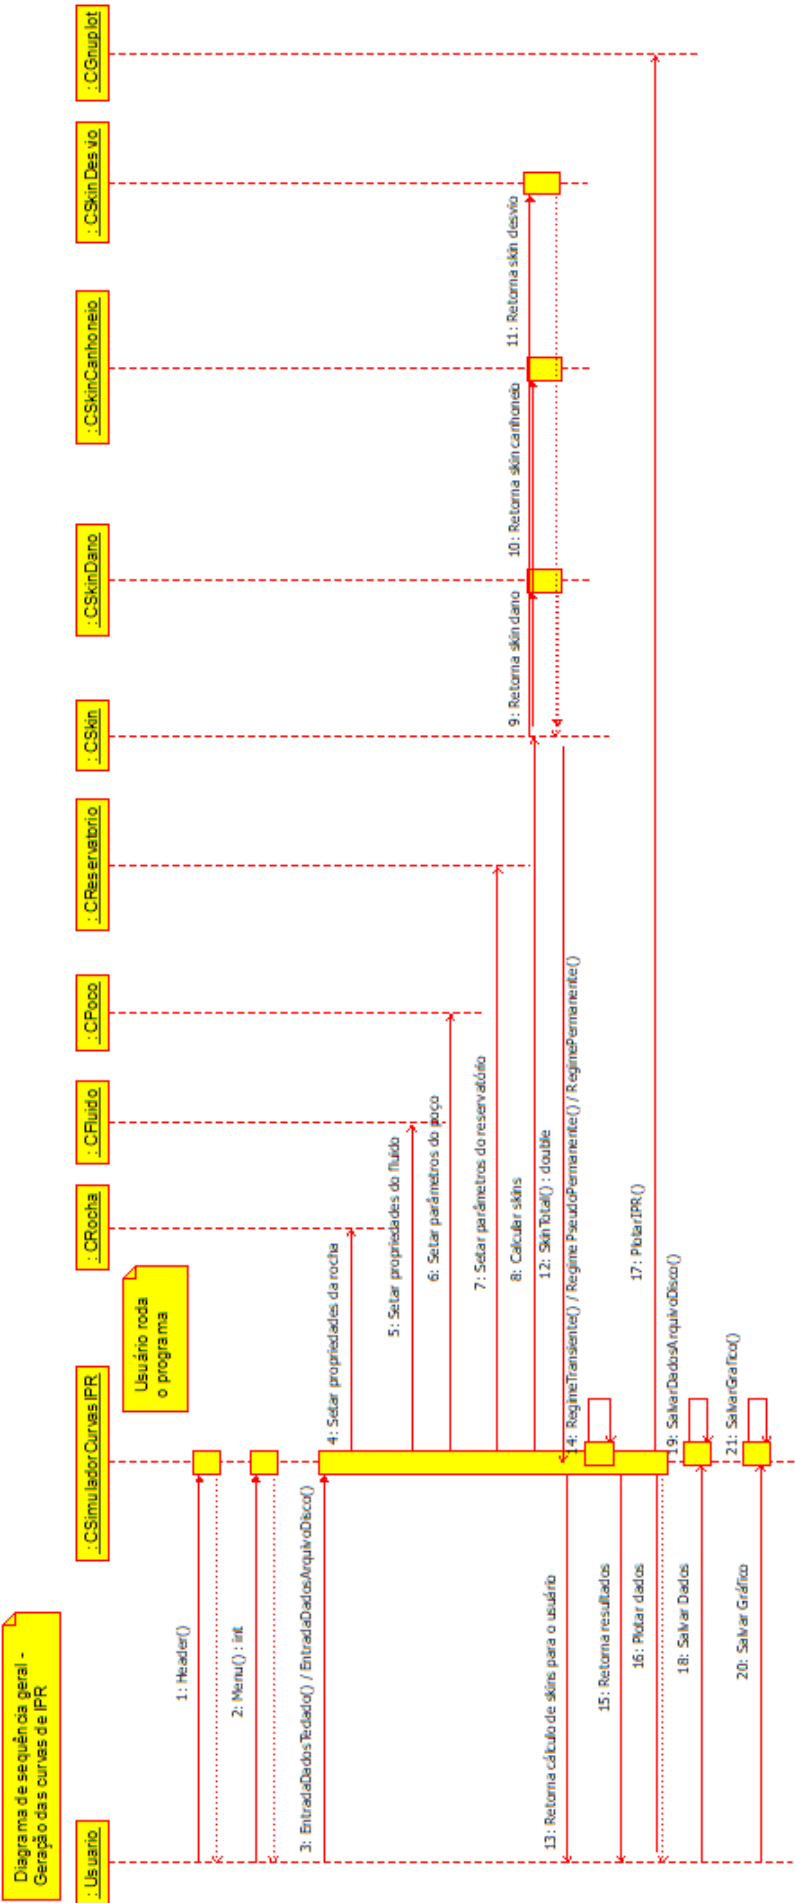 Diagrama de sequência geral -
Geração das curvas de IPR
: Usuario
: CSimuladorCurvasIPR
Usuário roda
o programa
: CRocha
: CFluido
: CPoco
: CReservatorio
: CSkin
: CSkinDano
: CSkinCanhoneio
: CSkinDesvio
: CGnuplot
1: Header()
2: Menu() : int
3: EntradaDadosTeclado() / EntradaDadosArquivoDisco()
4: Setar propriedades da rocha
5: Setar propriedades do fluido
6: Setar parâmetros do poço
7: Setar parâmetros do reservatório
8: Calcular skins
9: Retorna skin dano
10: Retorna skin canhoneio
11: Retorna skin desvio
12: SkinTotal() : double
13: Retorna cálculo de skins para o usuário
14: RegimeTransiente() / RegimePseudoPermanente() / RegimePermanente()
15: Retorna resultados
16: Plotar dados
17: PlotarIPR()
18: Salvar Dados
19: SalvarDadosArquivoDisco()
20: Salvar Gráfico
21: SalvarGrafico()